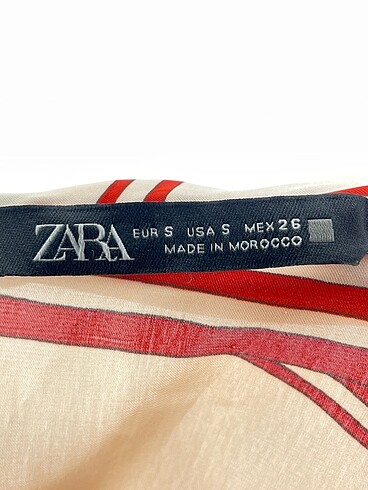 ZARA
EUR S USA S MEX 26
MADE IN MOROCCO